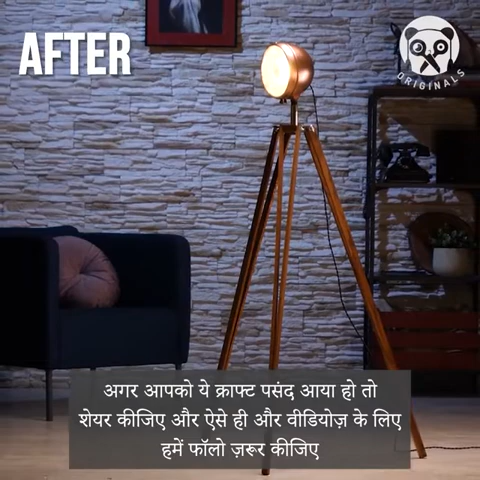 AFTER
ORIGINALS
अगर आपको ये क्राफ्ट पसंद आया हो तो
शेयर कीजिए और ऐसे ही और वीडियोज़ के लिए
हमें फॉलो ज़रूर कीजिए